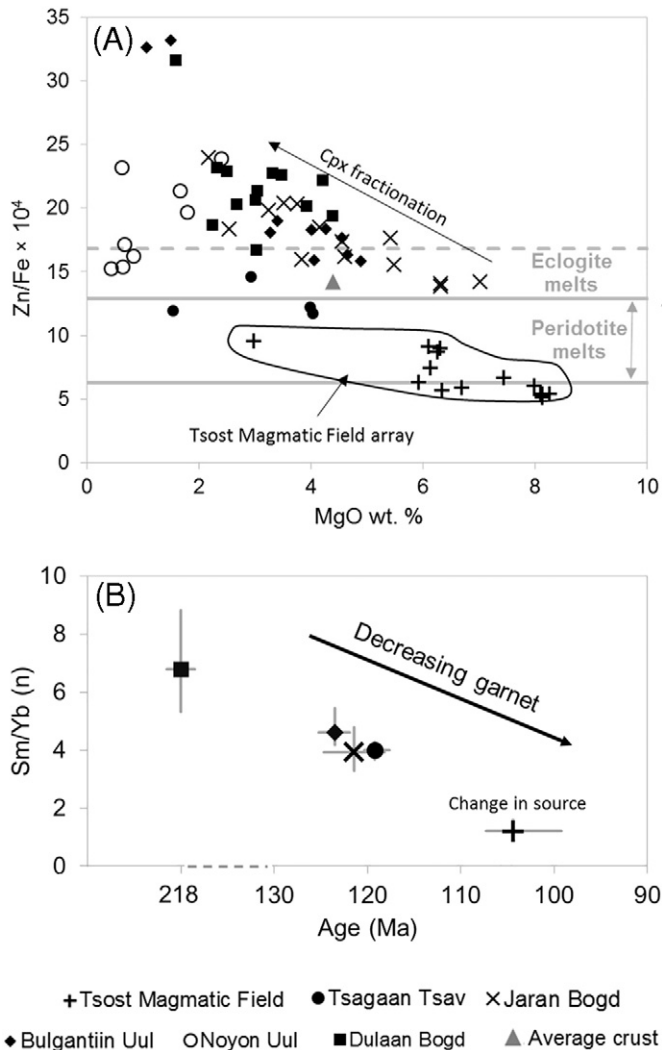 (A)
35
30
25
20
15
10
5
0
Zn/Fe × 10⁴
Cpx fractionation
Eclogite melts
Peridotite melts
Tsost Magmatic Field array
0 2 4 6 8 10
MgO wt. %
(B)
10
8
6
4
2
0
Sm/Yb (n)
Decreasing garnet
Change in source
218 130 120 110 100 90
Age (Ma)
Tsost Magmatic Field Tsagaan Tsav Jaran Bogd
Bulgantiin Uul Noyon Uul Dulaan Bogd Average crust